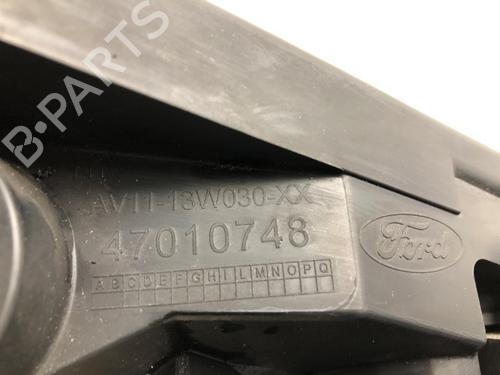 B-PARTS
AV11-13W030-XX
47010748
Ford
A B C D E F G H I L M N O P Q